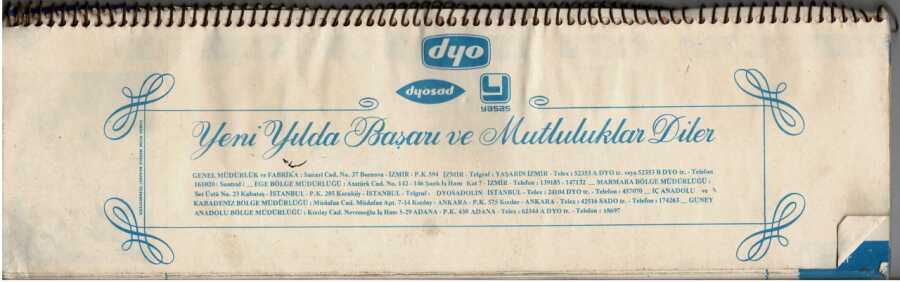 dyo
dyosad
yasaş
Yeni Yılda Başarı ve Mutluluklar Diler
GENEL MÜDÜRLÜK ve FABRİKA : Sanayi Cad. No. 37 Bornova - İZMİR - P.K. 594 İZMİR - Telgraf : YAŞARDN İZMİR - Telex : 52353 A DYO tr. veya 52353 B DYO tr. - Telefon
161020 : Santral : _ EGE BÖLGE MÜDÜRLÜĞÜ : Atatürk Cad. No. 142 - 146 Şanlı İş Hanı Kat 7 - İZMİR - Telefon : 139185 - 147132 _ MARMARA BÖLGE MÜDÜRLÜĞÜ :
Set Üstü No. 23 Kabataş - İSTANBUL - P.K. 205 Karaköy - İSTANBUL - Telgraf : DYOSADOLIN İSTANBUL - Telex : 24104 DYO tr. - Telefon : 457070 _ İÇ ANADOLU ve
KARADENİZ BÖLGE MÜDÜRLÜĞÜ : Müdafaa Cad. Müdafaa Apt. 7-14 Kızılay - ANKARA - P.K. 575 Kızılay - ANKARA - Telex : 42516 SADO tr. - Telefon : 174263 _ GÜNEY
ANADOLU BÖLGE MÜDÜRLÜĞÜ : Kızılay Cad. Nevzatoğlu İş Hanı 5-29 ADANA - P.K. 430 ADANA - Telex : 62344 A DYO tr. - Telefon : 18697